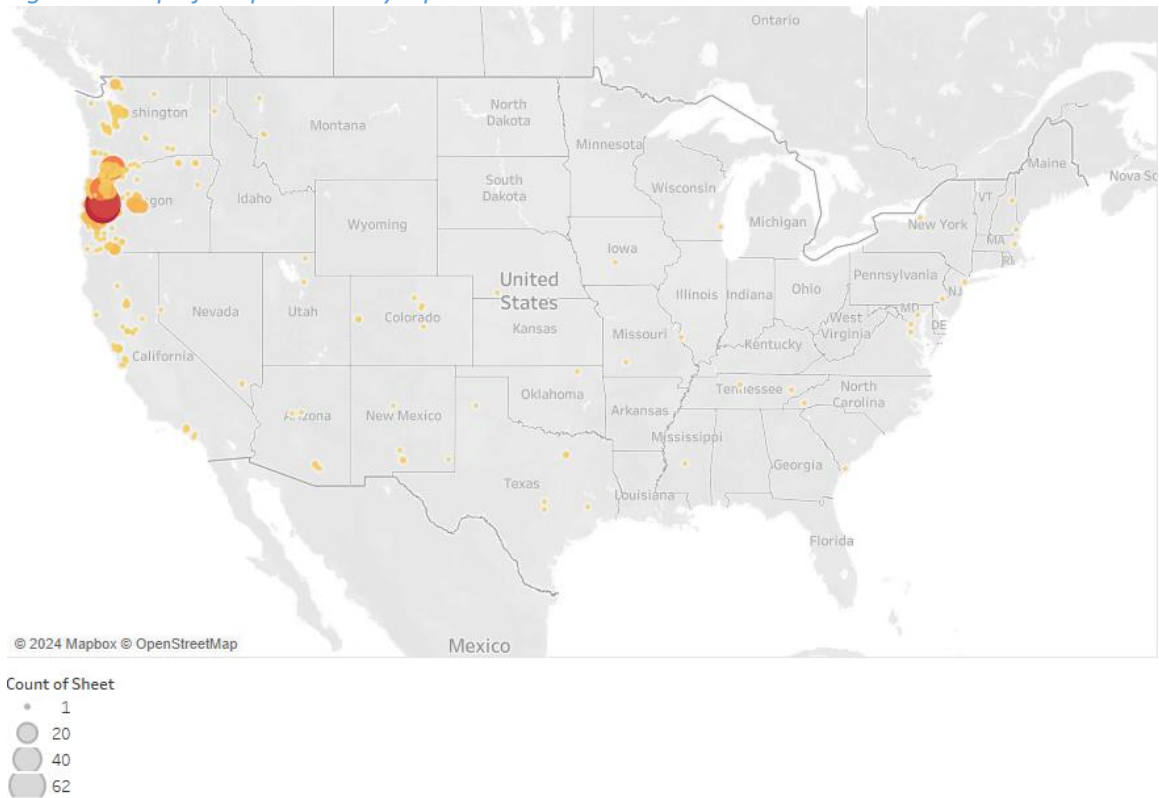 Ontario
shington
North
Dakota
Montana
Minnesota
Maine
Nova Sc
South
Dakota
Wisconsin
VT
gon
Idaho
Michigan
New York
Wyoming
MA
Iowa
RI
United
States
Pennsylvania
Nevada
Utah
Colorado
Illinois
Indiana
Ohio
NJ
MD
Kansas
Missouri
West
Virginia
DE
Kentucky
California
Oklahoma
Tennessee
North
Carolina
Arizona
New Mexico
Arkansas
Mississippi
Texas
Georgia
Louisiana
Florida
© 2024 Mapbox © OpenStreetMap
Mexico
Count of Sheet
1
20
40
62